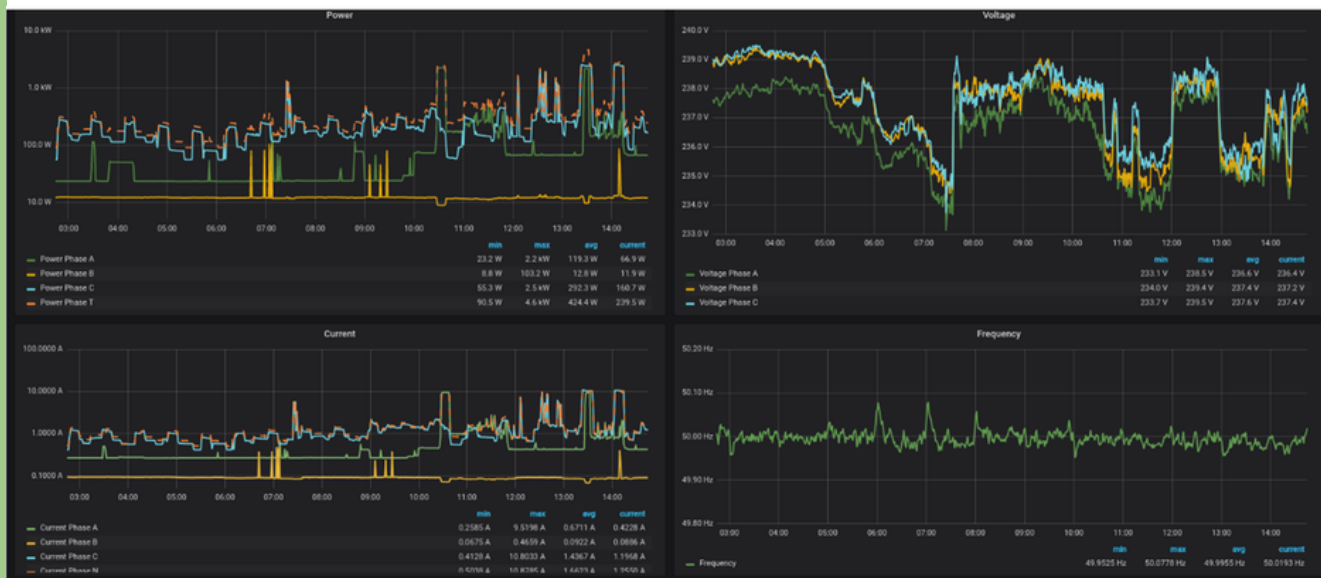 Power
10.0 kW
1.0 kW
100.0 W
10.0 W
03:00 04:00 05:00 06:00 07:00 08:00 09:00 10:00 11:00 12:00 13:00 14:00
min max avg current
Power Phase A 23.2 W 2.2 kW 119.3 W 66.9 W
Power Phase B 8.8 W 103.2 W 12.8 W 11.9 W
Power Phase C 55.3 W 2.5 kW 292.3 W 160.7 W
Power Phase T 90.5 W 4.6 kW 424.4 W 239.5 W
Voltage
240.0 V
239.0 V
238.0 V
237.0 V
236.0 V
235.0 V
234.0 V
233.0 V
03:00 04:00 05:00 06:00 07:00 08:00 09:00 10:00 11:00 12:00 13:00 14:00
min max avg current
Voltage Phase A 233.1 V 238.5 V 236.6 V 236.4 V
Voltage Phase B 234.0 V 239.4 V 237.4 V 237.2 V
Voltage Phase C 233.7 V 239.5 V 237.6 V 237.4 V
Current
100.0000 A
10.0000 A
1.0000 A
0.1000 A
03:00 04:00 05:00 06:00 07:00 08:00 09:00 10:00 11:00 12:00 13:00 14:00
min max avg current
Current Phase A 0.2585 A 9.5198 A 0.6711 A 0.4228 A
Current Phase B 0.0675 A 0.4659 A 0.0922 A 0.0886 A
Current Phase C 0.4128 A 10.8033 A 1.4367 A 1.1968 A
Current Phase N 0.5038 A 10.8285 A 1.6623 A 1.2550 A
Frequency
50.20 Hz
50.10 Hz
50.00 Hz
49.90 Hz
49.80 Hz
03:00 04:00 05:00 06:00 07:00 08:00 09:00 10:00 11:00 12:00 13:00 14:00
min max avg current
Frequency 49.9525 Hz 50.0778 Hz 49.9955 Hz 50.0193 Hz